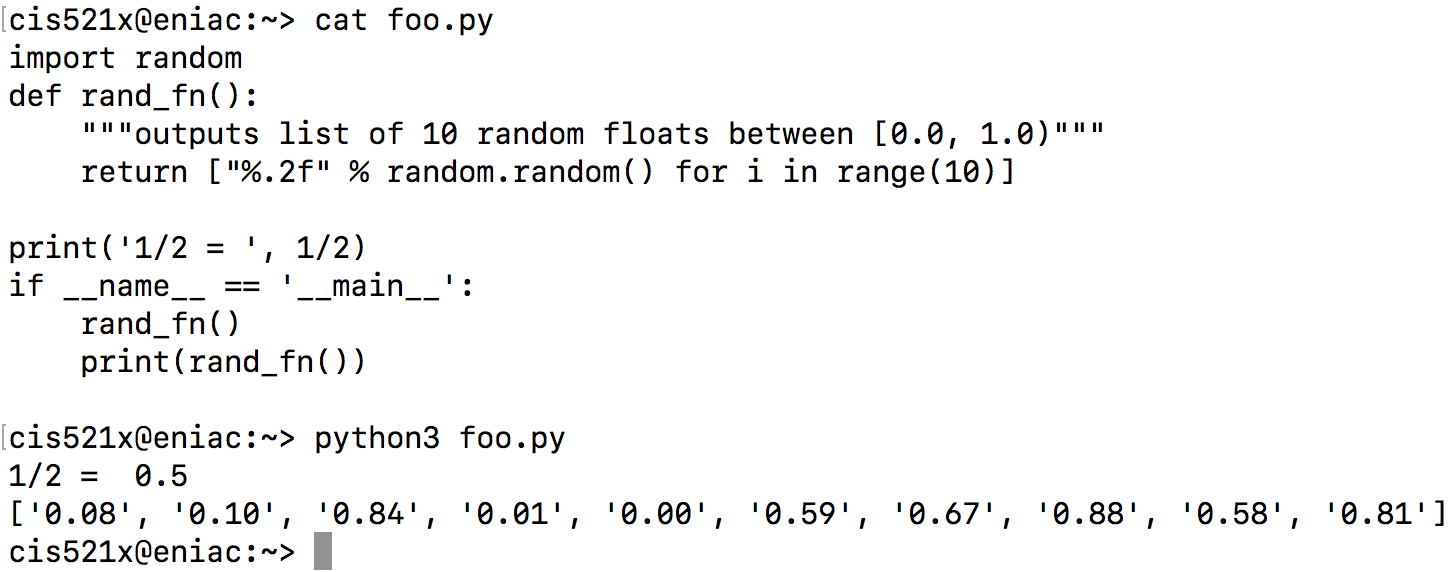 [cis521x@eniac:~> cat foo.py
import random
def rand_fn():
    """outputs list of 10 random floats between [0.0, 1.0)"""
    return ["%.2f" % random.random() for i in range(10)]

print('1/2 = ', 1/2)
if __name__ == '__main__':
    rand_fn()
    print(rand_fn())

[cis521x@eniac:~> python3 foo.py
1/2 =  0.5
['0.08', '0.10', '0.84', '0.01', '0.00', '0.59', '0.67', '0.88', '0.58', '0.81']
cis521x@eniac:~>